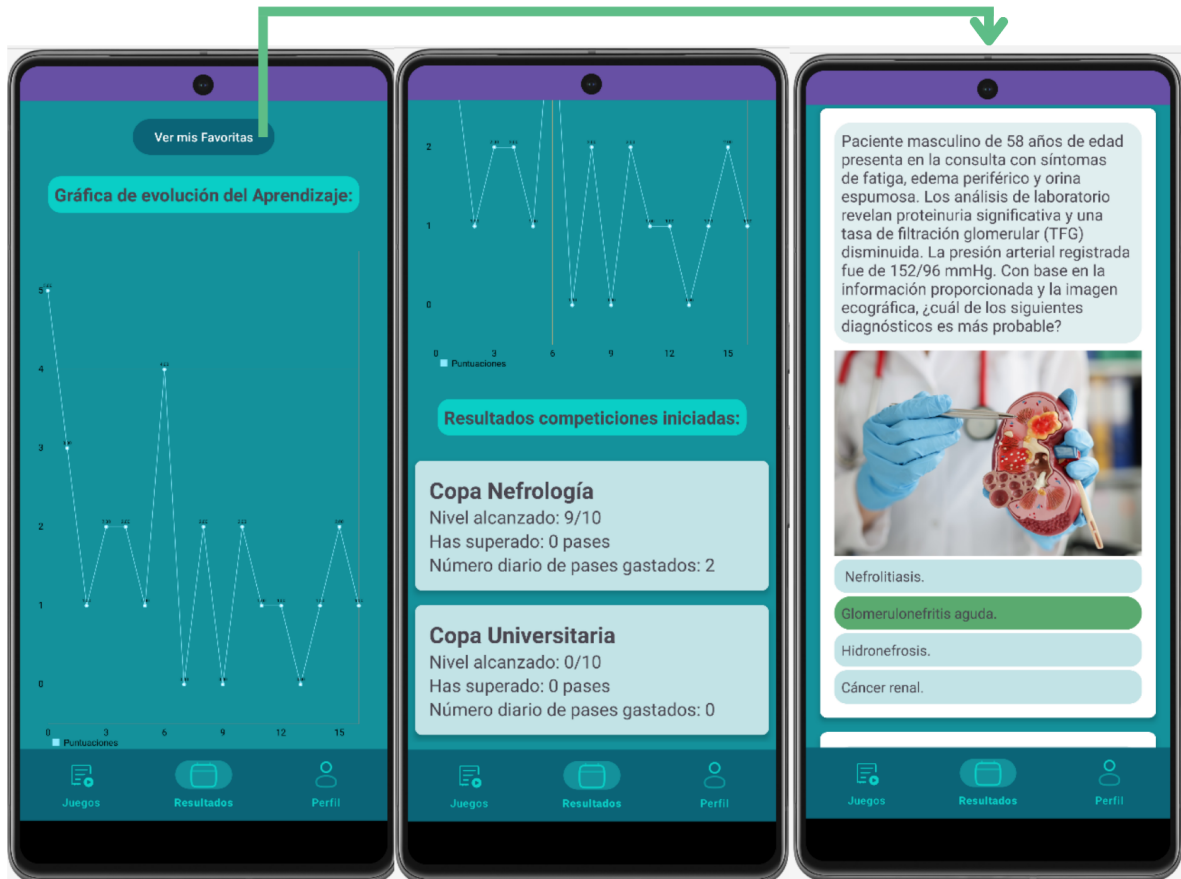 Ver mis Favoritas
Gráfica de evolución del Aprendizaje:
5
4
3
2
1
0
0
3
6
9
12
15
Puntuaciones
Juegos
Resultados
Perfil
2
1
0
0
3
6
9
12
15
Puntuaciones
Resultados competiciones iniciadas:
Copa Nefrología
Nivel alcanzado: 9/10
Has superado: 0 pases
Número diario de pases gastados: 2
Copa Universitaria
Nivel alcanzado: 0/10
Has superado: 0 pases
Número diario de pases gastados: 0
Juegos
Resultados
Perfil
Paciente masculino de 58 años de edad
presenta en la consulta con síntomas
de fatiga, edema periférico y orina
espumosa. Los análisis de laboratorio
revelan proteinuria significativa y una
tasa de filtración glomerular (TFG)
disminuida. La presión arterial registrada
fue de 152/96 mmHg. Con base en la
información proporcionada y la imagen
ecográfica, ¿cuál de los siguientes
diagnósticos es más probable?
Nefrolitiasis.
Glomerulonefritis aguda.
Hidronefrosis.
Cáncer renal.
Juegos
Resultados
Perfil